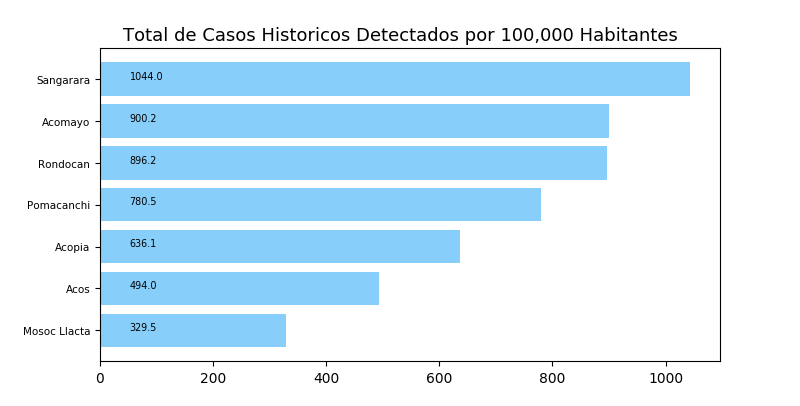 Total de Casos Historicos Detectados por 100,000 Habitantes
Sangarara 1044.0
Acomayo 900.2
Rondocan 896.2
Pomacanchi 780.5
Acopia 636.1
Acos 494.0
Mosoc Llacta 329.5
0 200 400 600 800 1000